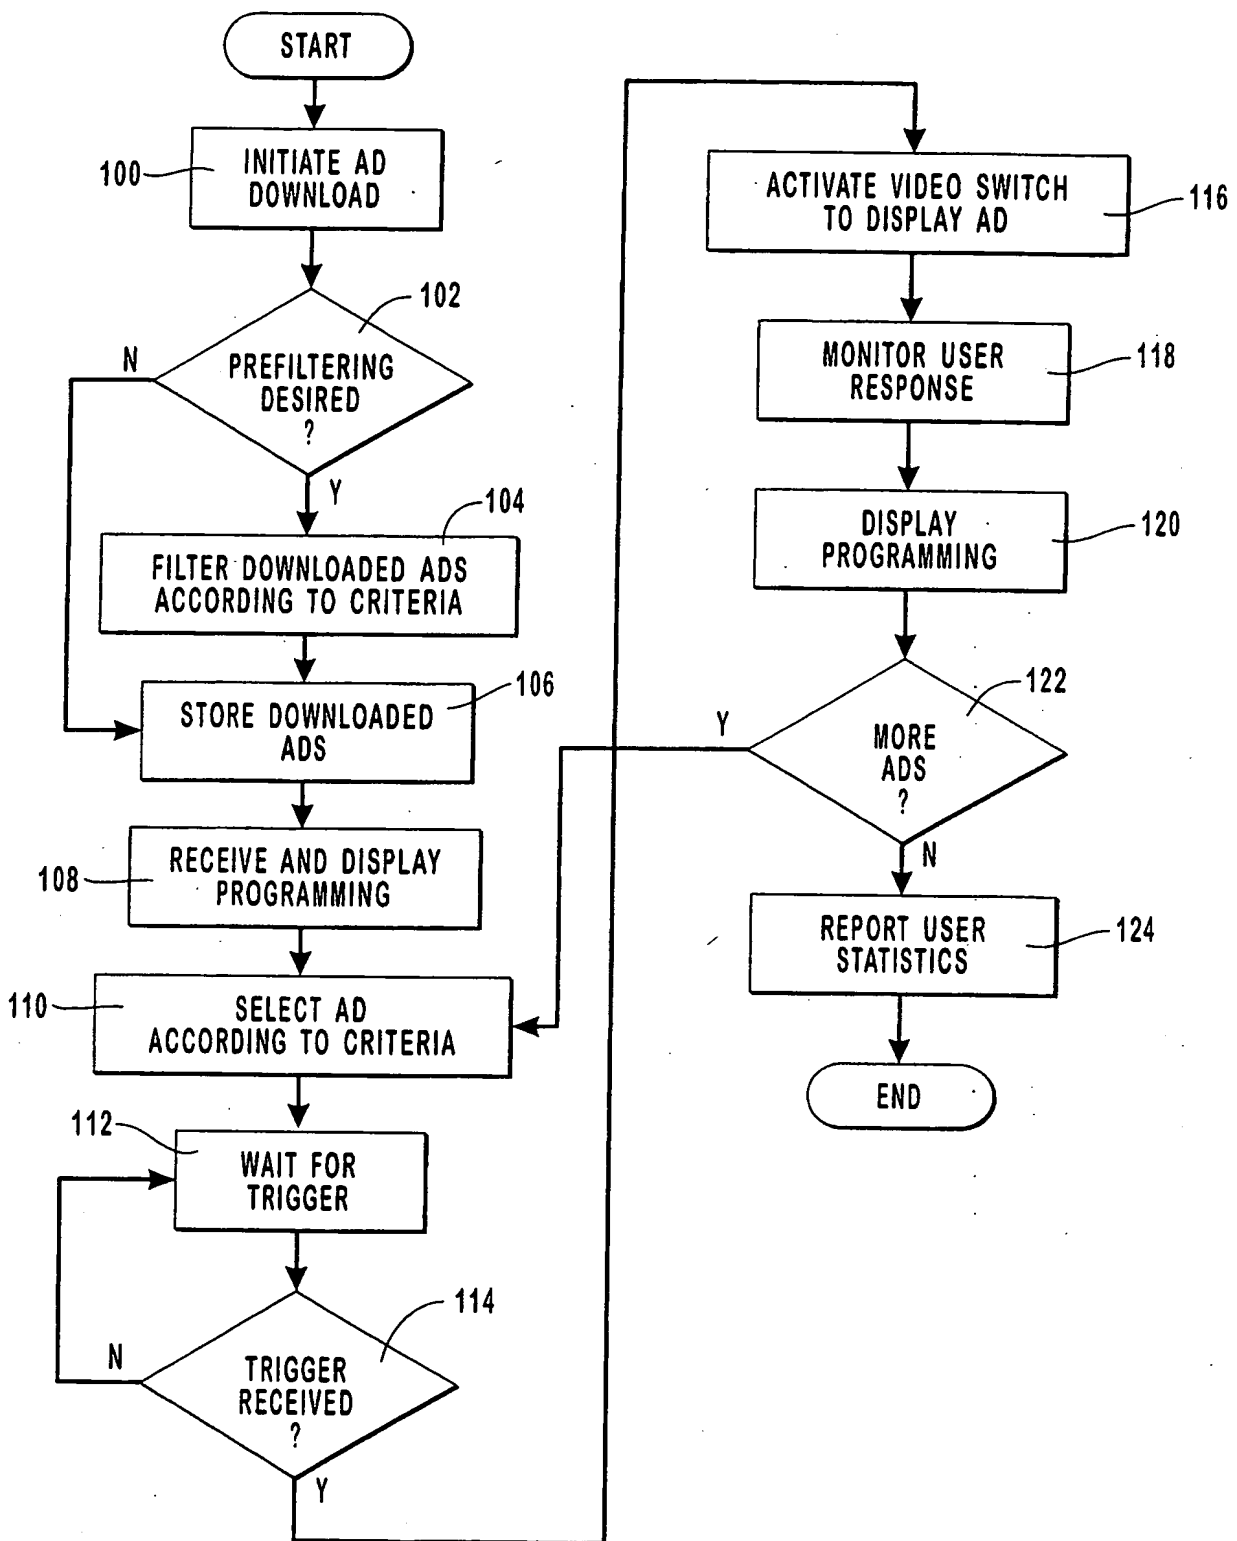 START
100
INITIATE AD
DOWNLOAD
102
N
PREFILTERING
DESIRED
?
Y
104
FILTER DOWNLOADED ADS
ACCORDING TO CRITERIA
106
STORE DOWNLOADED
ADS
108
RECEIVE AND DISPLAY
PROGRAMMING
110
SELECT AD
ACCORDING TO CRITERIA
112
WAIT FOR
TRIGGER
114
N
TRIGGER
RECEIVED
?
Y
ACTIVATE VIDEO SWITCH
TO DISPLAY AD
116
MONITOR USER
RESPONSE
118
DISPLAY
PROGRAMMING
120
122
Y
MORE
ADS
?
N
REPORT USER
STATISTICS
124
END